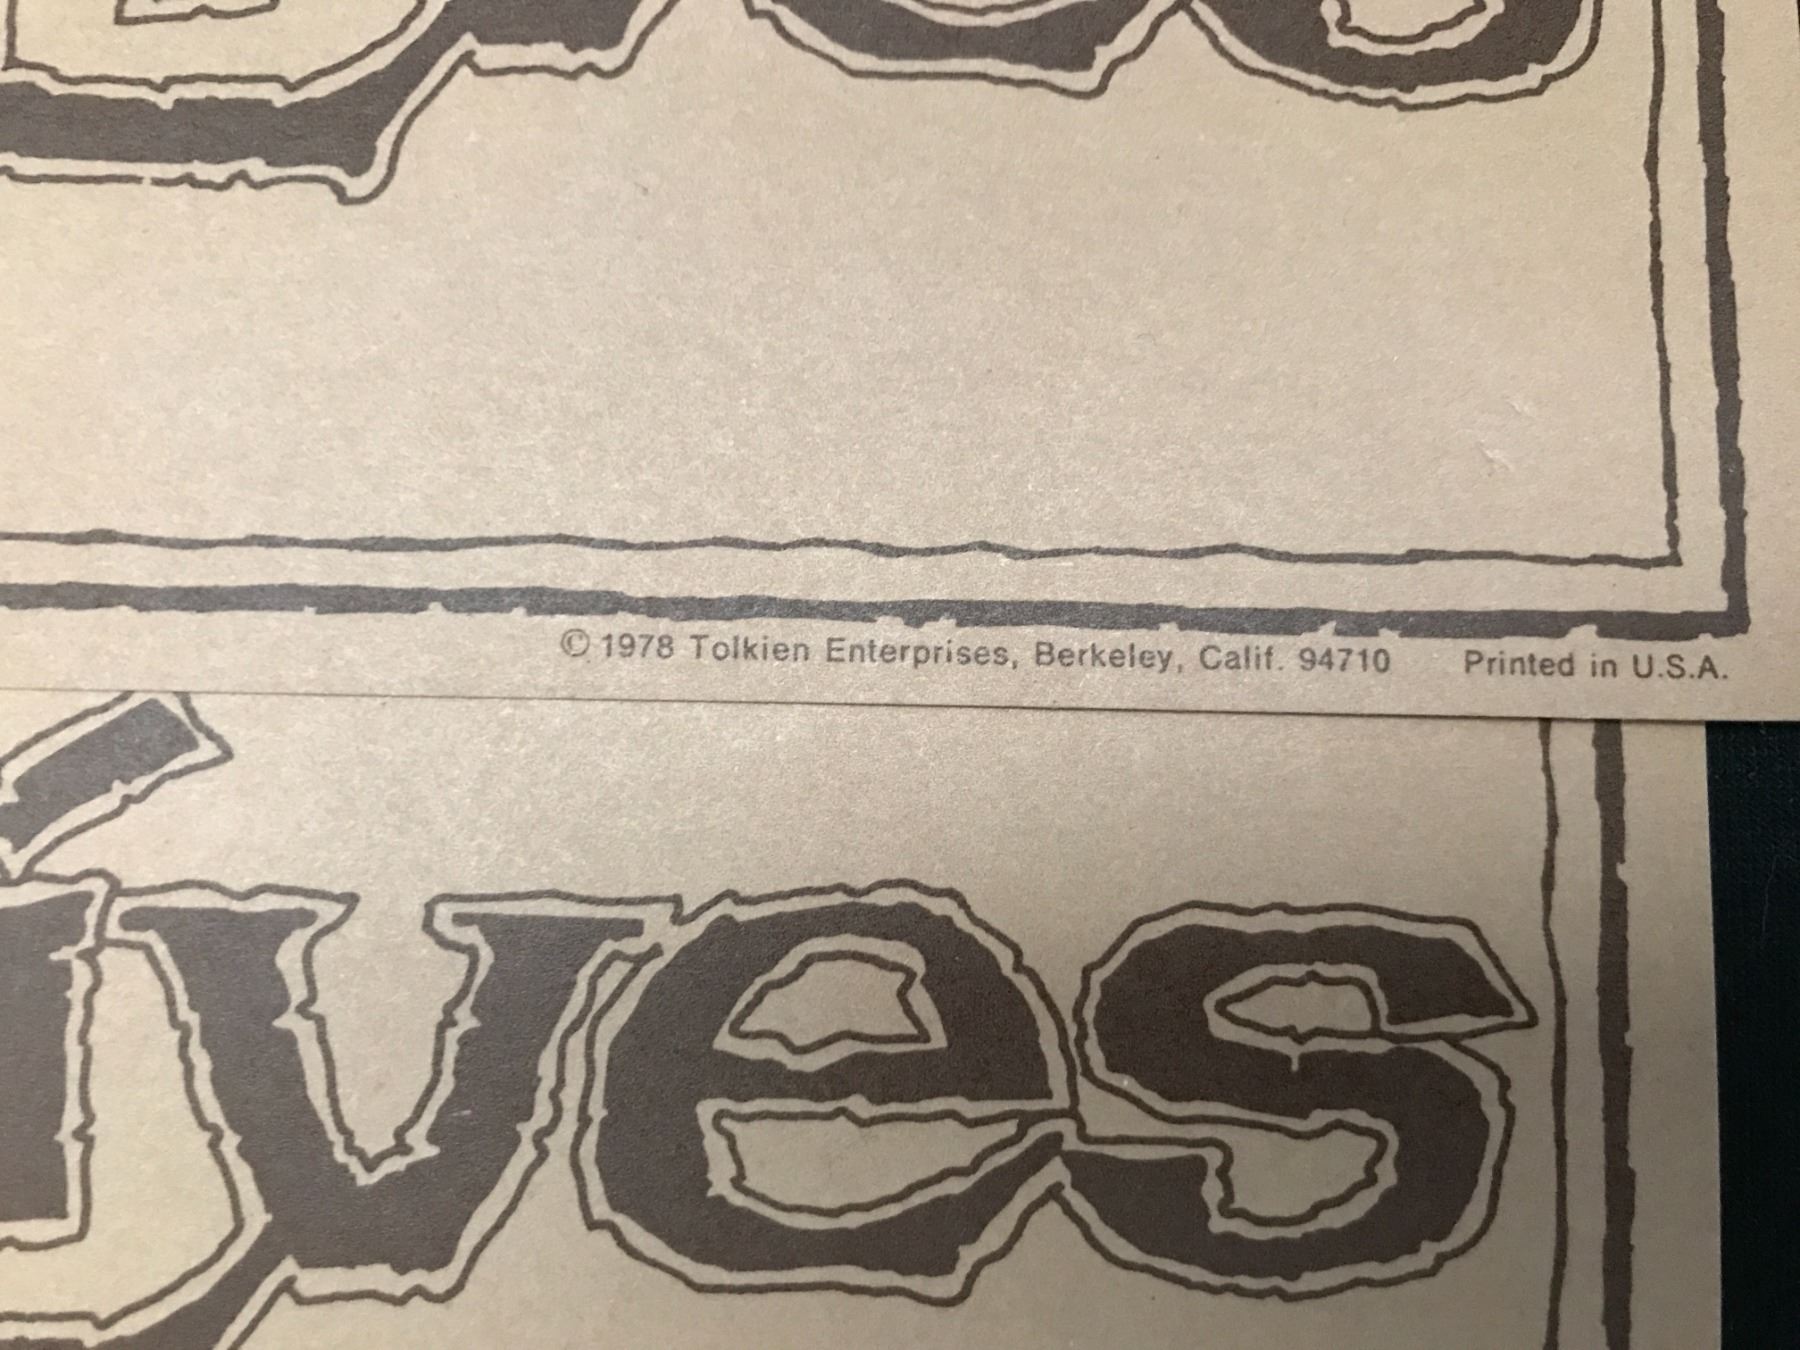 © 1978 Tolkien Enterprises, Berkeley, Calif. 94710 Printed in U.S.A.
ves